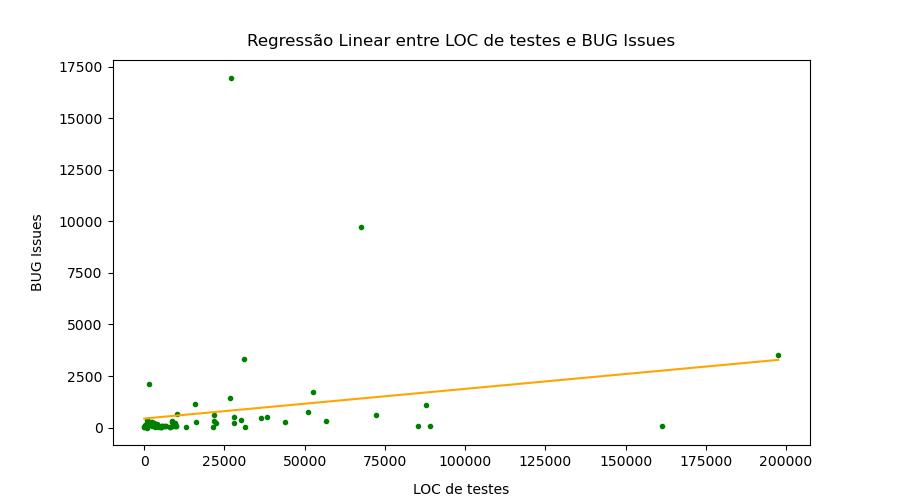 Regressão Linear entre LOC de testes e BUG Issues
17500
15000
12500
10000
7500
5000
2500
0
BUG Issues
0 25000 50000 75000 100000 125000 150000 175000 200000
LOC de testes